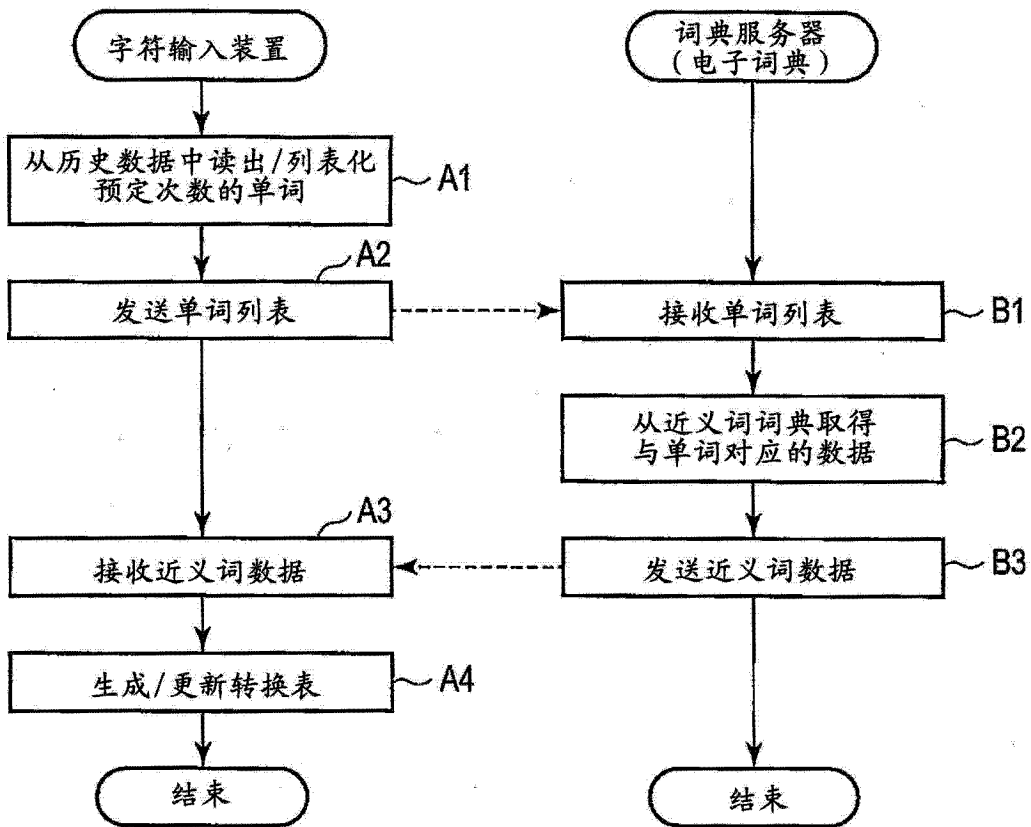 字符输入装置
从历史数据中读出/列表化
预定次数的单词
A1
A2
发送单词列表
A3
接收近义词数据
生成/更新转换表
A4
结束
词典服务器
(电子词典)
接收单词列表
B1
从近义词词典取得
与单词对应的数据
B2
发送近义词数据
B3
结束